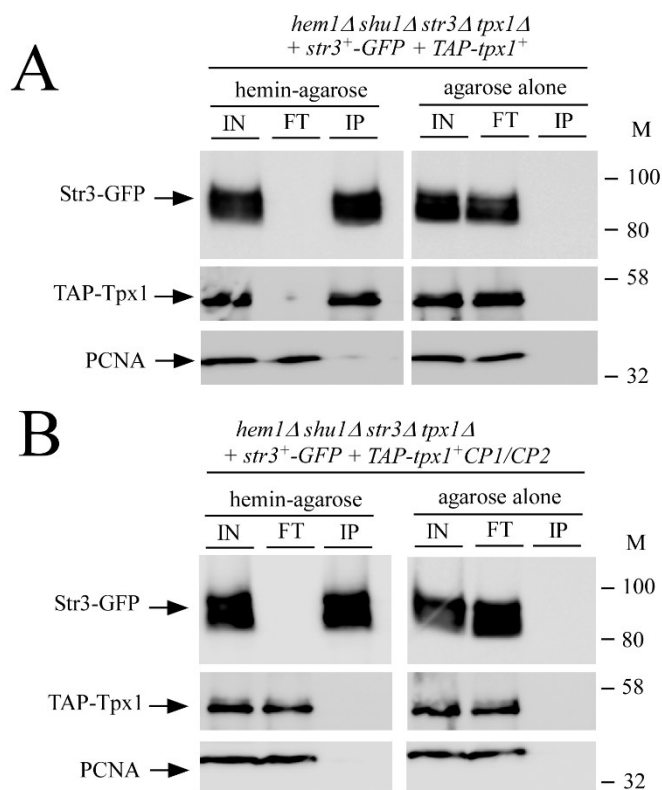 A
hem1Δ shu1Δ str3Δ tpx1Δ
+ str3+-GFP + TAP-tpx1+
hemin-agarose agarose alone
IN FT IP IN FT IP M
Str3-GFP
– 100
– 80
TAP-Tpx1
– 58
PCNA
– 32
B
hem1Δ shu1Δ str3Δ tpx1Δ
+ str3+-GFP + TAP-tpx1+CP1/CP2
hemin-agarose agarose alone
IN FT IP IN FT IP M
Str3-GFP
– 100
– 80
TAP-Tpx1
– 58
PCNA
– 32